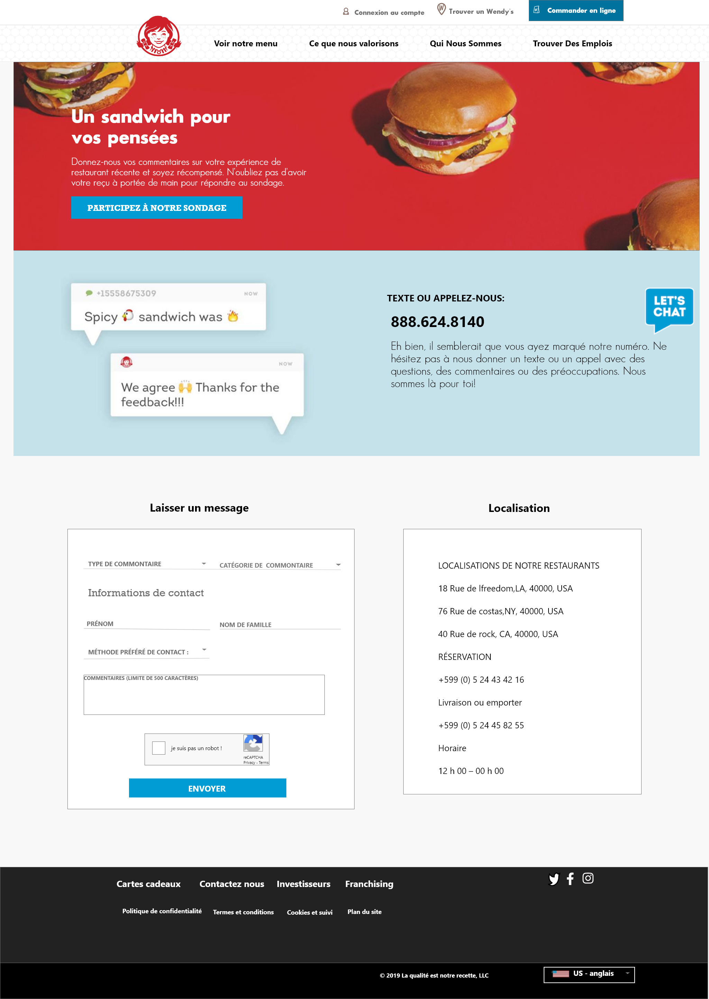 Connexion au compte
Trouver un Wendy's
Commander en ligne
Voir notre menu
Ce que nous valorisons
Qui Nous Sommes
Trouver Des Emplois
Un sandwich pour
vos pensées
Donnez-nous vos commentaires sur votre expérience de
restaurant récente et soyez récompensé. N'oubliez pas d'avoir
votre reçu à portée de main pour répondre au sondage.
PARTICIPEZ À NOTRE SONDAGE
+15558675309 NOW
Spicy 🐔 sandwich was 🔥
NOW
We agree 🙌 Thanks for the
feedback!!!
TEXTE OU APPELEZ-NOUS:
888.624.8140
LET'S
CHAT
Eh bien, il semblerait que vous ayez marqué notre numéro. Ne
hésitez pas à nous donner un texte ou un appel avec des
questions, des commentaires ou des préoccupations. Nous
sommes là pour toi!
Laisser un message
TYPE DE COMMONTAIRE
CATÉGORIE DE COMMONTAIRE
Informations de contact
PRÉNOM
NOM DE FAMILLE
MÉTHODE PRÉFÉRÉ DE CONTACT :
COMMENTAIRES (LIMITE DE 500 CARACTÈRES)
je suis pas un robot !
reCAPTCHA
Privacy - Terms
ENVOYER
Localisation
LOCALISATIONS DE NOTRE RESTAURANTS
18 Rue de lfreedom,LA, 40000, USA
76 Rue de costas,NY, 40000, USA
40 Rue de rock, CA, 40000, USA
RÉSERVATION
+599 (0) 5 24 43 42 16
Livraison ou emporter
+599 (0) 5 24 45 82 55
Horaire
12 h 00 – 00 h 00
Cartes cadeaux
Contactez nous
Investisseurs
Franchising
Politique de confidentialité
Termes et conditions
Cookies et suivi
Plan du site
© 2019 La qualité est notre recette, LLC
US - anglais